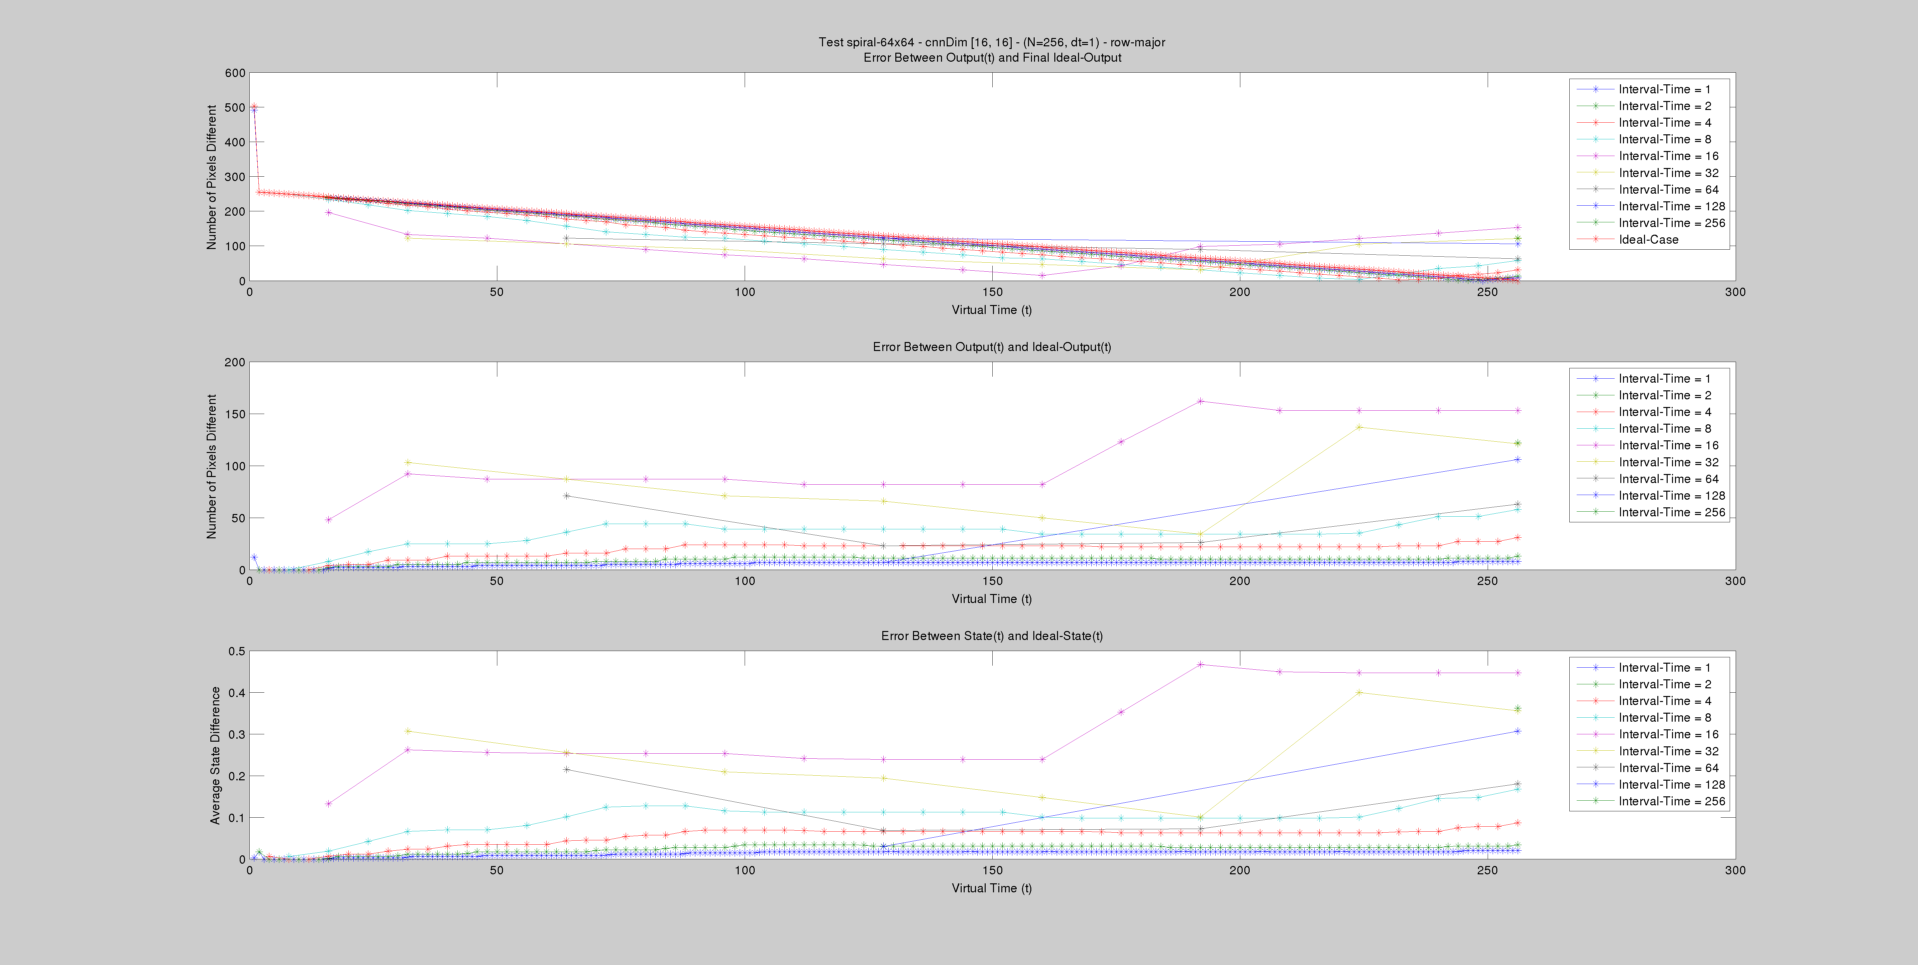 Test spiral-64x64 - cnnDim [16, 16] - (N=256, dt=1) - row-major
Error Between Output(t) and Final Ideal-Output
Number of Pixels Different
600
500
400
300
200
100
0
0 50 100 150 200 250 300
Virtual Time (t)
Interval-Time = 1
Interval-Time = 2
Interval-Time = 4
Interval-Time = 8
Interval-Time = 16
Interval-Time = 32
Interval-Time = 64
Interval-Time = 128
Interval-Time = 256
Ideal-Case
Error Between Output(t) and Ideal-Output(t)
Number of Pixels Different
200
150
100
50
0
0 50 100 150 200 250 300
Virtual Time (t)
Interval-Time = 1
Interval-Time = 2
Interval-Time = 4
Interval-Time = 8
Interval-Time = 16
Interval-Time = 32
Interval-Time = 64
Interval-Time = 128
Interval-Time = 256
Error Between State(t) and Ideal-State(t)
Average State Difference
0.5
0.4
0.3
0.2
0.1
0
0 50 100 150 200 250 300
Virtual Time (t)
Interval-Time = 1
Interval-Time = 2
Interval-Time = 4
Interval-Time = 8
Interval-Time = 16
Interval-Time = 32
Interval-Time = 64
Interval-Time = 128
Interval-Time = 256